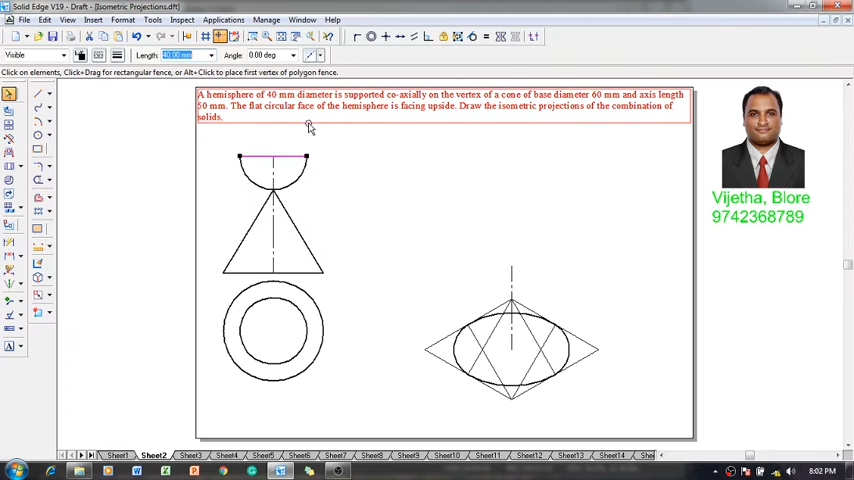 Solid Edge V19 - Draft - [Isometric Projections.dft]
File Edit View Insert Format Tools Inspect Applications Manage Window Help
Visible Length: 40.00 mm Angle: 0.00 deg
Click on elements, Click+Drag for rectangular fence, or Alt+Click to place first vertex of polygon fence.
A hemisphere of 40 mm diameter is supported co-axially on the vertex of a cone of base diameter 60 mm and axis length
50 mm. The flat circular face of the hemisphere is facing upside. Draw the isometric projections of the combination of
solids.
Vijetha, Blore
9742368789
Sheet1 Sheet2 Sheet3 Sheet4 Sheet5 Sheet6 Sheet7 Sheet8 Sheet9 Sheet10 Sheet11 Sheet12 Sheet13 Sheet14
8:02 PM